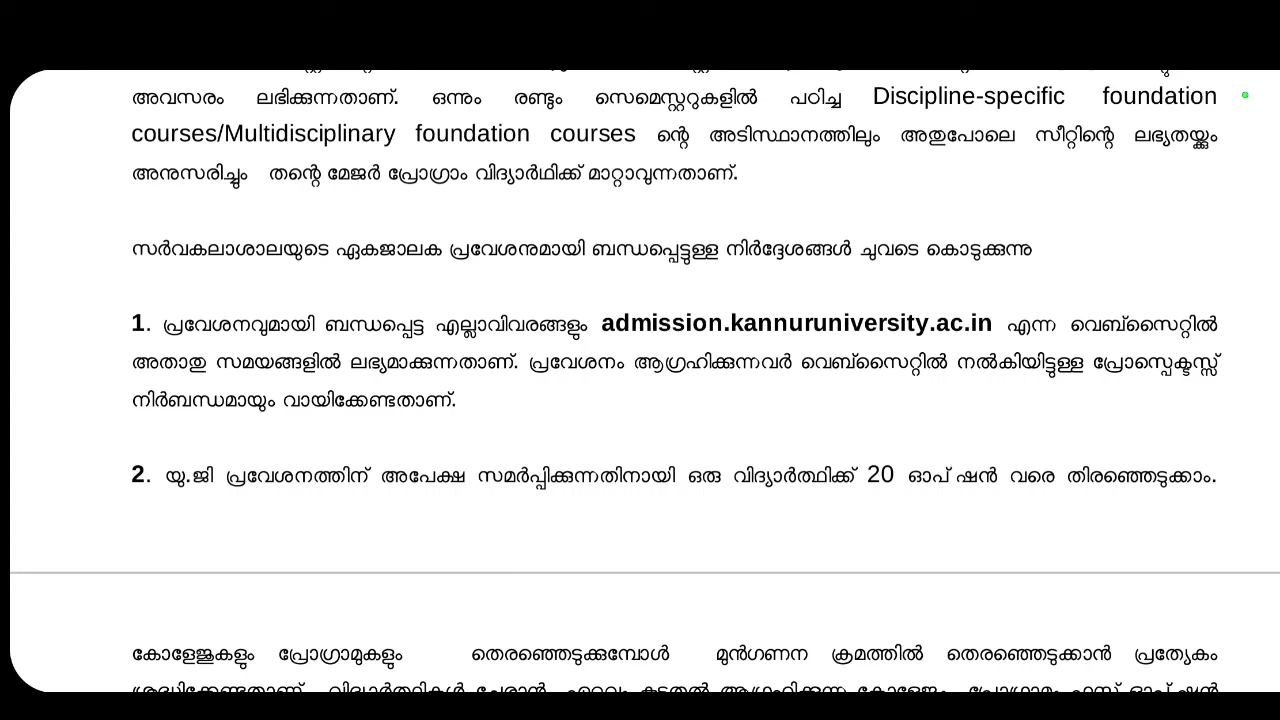 അവസരം ലഭിക്കുന്നതാണ്. ഒന്നും രണ്ടും സെമെസ്റ്ററുകളിൽ പഠിച്ച Discipline-specific foundation
courses/Multidisciplinary foundation courses ന്റെ അടിസ്ഥാനത്തിലും അതുപോലെ സീറ്റിന്റെ ലഭ്യതയ്ക്കും
അനുസരിച്ചും തന്റെ മേജർ പ്രോഗ്രാം വിദ്യാർഥിക്ക് മാറ്റാവുന്നതാണ്.
സർവകലാശാലയുടെ ഏകജാലക പ്രവേശനുമായി ബന്ധപ്പെട്ടുള്ള നിർദ്ദേശങ്ങൾ ചുവടെ കൊടുക്കുന്നു
1. പ്രവേശനവുമായി ബന്ധപ്പെട്ട എല്ലാവിവരങ്ങളും admission.kannuruniversity.ac.in എന്ന വെബ്സൈറ്റിൽ
അതാതു സമയങ്ങളിൽ ലഭ്യമാക്കുന്നതാണ്. പ്രവേശനം ആഗ്രഹിക്കുന്നവർ വെബ്സൈറ്റിൽ നൽകിയിട്ടുള്ള പ്രോസ്പെക്ടസ്സ്
നിർബന്ധമായും വായിക്കേണ്ടതാണ്.
2. യു.ജി പ്രവേശനത്തിന് അപേക്ഷ സമർപ്പിക്കുന്നതിനായി ഒരു വിദ്യാർത്ഥിക്ക് 20 ഓപ്ഷൻ വരെ തിരഞ്ഞെടുക്കാം.
കോളേജുകളും പ്രോഗ്രാമുകളും തെരഞ്ഞെടുക്കുമ്പോൾ മുൻഗണന ക്രമത്തിൽ തെരഞ്ഞെടുക്കാൻ പ്രത്യേകം